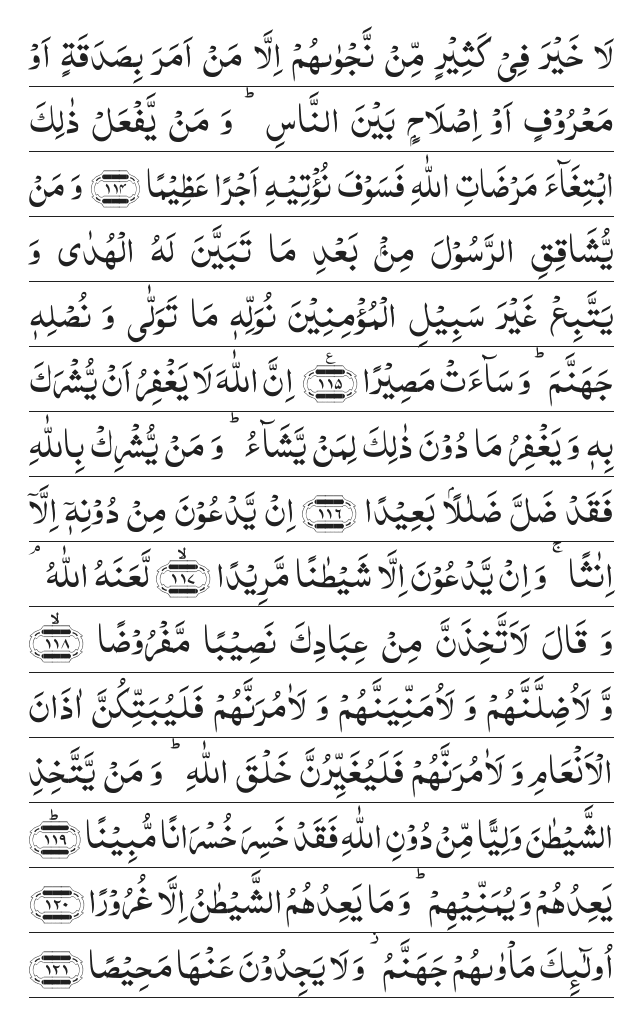 لَا خَيْرَ فِىْ كَثِيْرٍ مِّنْ نَّجْوٰىهُمْ اِلَّا مَنْ اَمَرَ بِصَدَقَةٍ اَوْ
مَعْرُوْفٍ اَوْ اِصْلَاحٍۭ بَيْنَ النَّاسِ ؕ وَ مَنْ يَّفْعَلْ ذٰلِكَ
ابْتِغَآءَ مَرْضَاتِ اللّٰهِ فَسَوْفَ نُؤْتِيْهِ اَجْرًا عَظِيْمًا ﴿۱۱۴﴾ وَ مَنْ
يُّشَاقِقِ الرَّسُوْلَ مِنْۢ بَعْدِ مَا تَبَيَّنَ لَهُ الْهُدٰى وَ
يَتَّبِعْ غَيْرَ سَبِيْلِ الْمُؤْمِنِيْنَ نُوَلِّهٖ مَا تَوَلّٰى وَ نُصْلِهٖ
جَهَنَّمَ ؕ وَ سَآءَتْ مَصِيْرًا ﴿۱۱۵﴾ ع اِنَّ اللّٰهَ لَا يَغْفِرُ اَنْ يُّشْرَكَ
بِهٖ وَ يَغْفِرُ مَا دُوْنَ ذٰلِكَ لِمَنْ يَّشَآءُ ؕ وَ مَنْ يُّشْرِكْ بِاللّٰهِ
فَقَدْ ضَلَّ ضَلٰلًاۢ بَعِيْدًا ﴿۱۱۶﴾ اِنْ يَّدْعُوْنَ مِنْ دُوْنِهٖۤ اِلَّاۤ
اِنٰثًا ۚ وَ اِنْ يَّدْعُوْنَ اِلَّا شَيْطٰنًا مَّرِيْدًا ﴿۱۱۷﴾ۙ لَّعَنَهُ اللّٰهُ ۘ
وَ قَالَ لَاَتَّخِذَنَّ مِنْ عِبَادِكَ نَصِيْبًا مَّفْرُوْضًا ﴿۱۱۸﴾ۙ
وَّ لَاُضِلَّنَّهُمْ وَ لَاُمَنِّيَنَّهُمْ وَ لَاٰمُرَنَّهُمْ فَلَيُبَتِّكُنَّ اٰذَانَ
الْاَنْعَامِ وَ لَاٰمُرَنَّهُمْ فَلَيُغَيِّرُنَّ خَلْقَ اللّٰهِ ؕ وَ مَنْ يَّتَّخِذِ
الشَّيْطٰنَ وَلِيًّا مِّنْ دُوْنِ اللّٰهِ فَقَدْ خَسِرَ خُسْرَانًا مُّبِيْنًا ﴿۱۱۹﴾ؕ
يَعِدُهُمْ وَ يُمَنِّيْهِمْ ؕ وَ مَا يَعِدُهُمُ الشَّيْطٰنُ اِلَّا غُرُوْرًا ﴿۱۲۰﴾
اُولٰٓئِكَ مَاْوٰىهُمْ جَهَنَّمُ ؗ وَ لَا يَجِدُوْنَ عَنْهَا مَحِيْصًا ﴿۱۲۱﴾